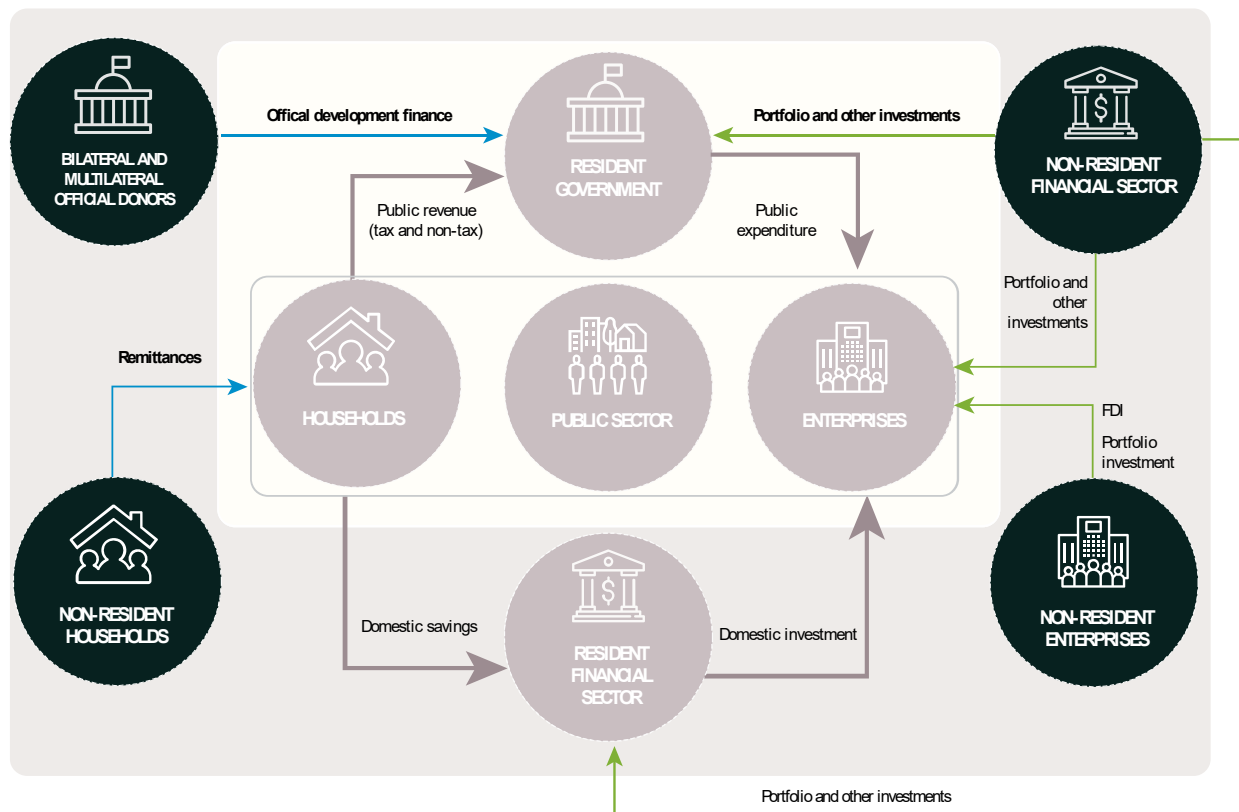 BILATERAL AND
MULTILATERAL
OFFICIAL DONORS
Offical development finance
RESIDENT
GOVERNMENT
Portfolio and other investments
NON-RESIDENT
FINANCIAL SECTOR
Public revenue
(tax and non-tax)
Public
expenditure
Portfolio and
other
investments
Remittances
HOUSEHOLDS
PUBLIC SECTOR
ENTERPRISES
FDI
Portfolio
investment
NON-RESIDENT
HOUSEHOLDS
Domestic savings
$
RESIDENT
FINANCIAL
SECTOR
Domestic investment
NON-RESIDENT
ENTERPRISES
Portfolio and other investments